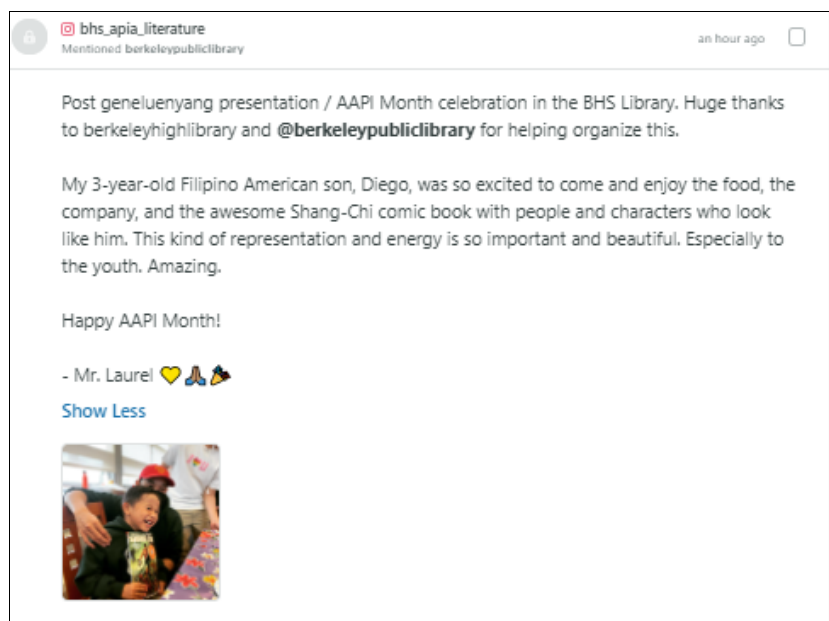 bhs_apia_literature
Mentioned berkeleypubliclibrary
an hour ago
Post geneluenyang presentation / AAPI Month celebration in the BHS Library. Huge thanks
to berkeleyhighlibrary and @berkeleypubliclibrary for helping organize this.
My 3-year-old Filipino American son, Diego, was so excited to come and enjoy the food, the
company, and the awesome Shang-Chi comic book with people and characters who look
like him. This kind of representation and energy is so important and beautiful. Especially to
the youth. Amazing.
Happy AAPI Month!
- Mr. Laurel 💛🙏🏽🎉
Show Less